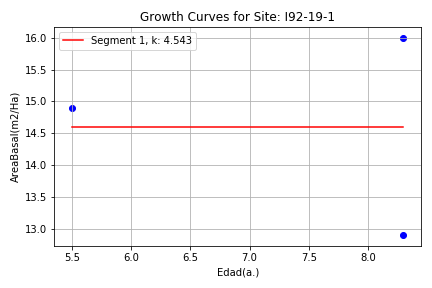 Growth Curves for Site: I92-19-1
Segment 1, k: 4.543
AreaBasal(m2/Ha)
16.0
15.5
15.0
14.5
14.0
13.5
13.0
5.5 6.0 6.5 7.0 7.5 8.0
Edad(a.)